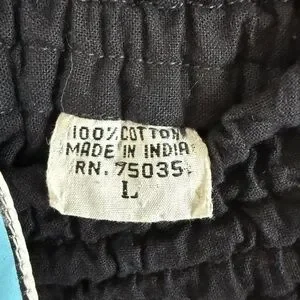 100% COTTON
MADE IN INDIA
RN. 75035
L